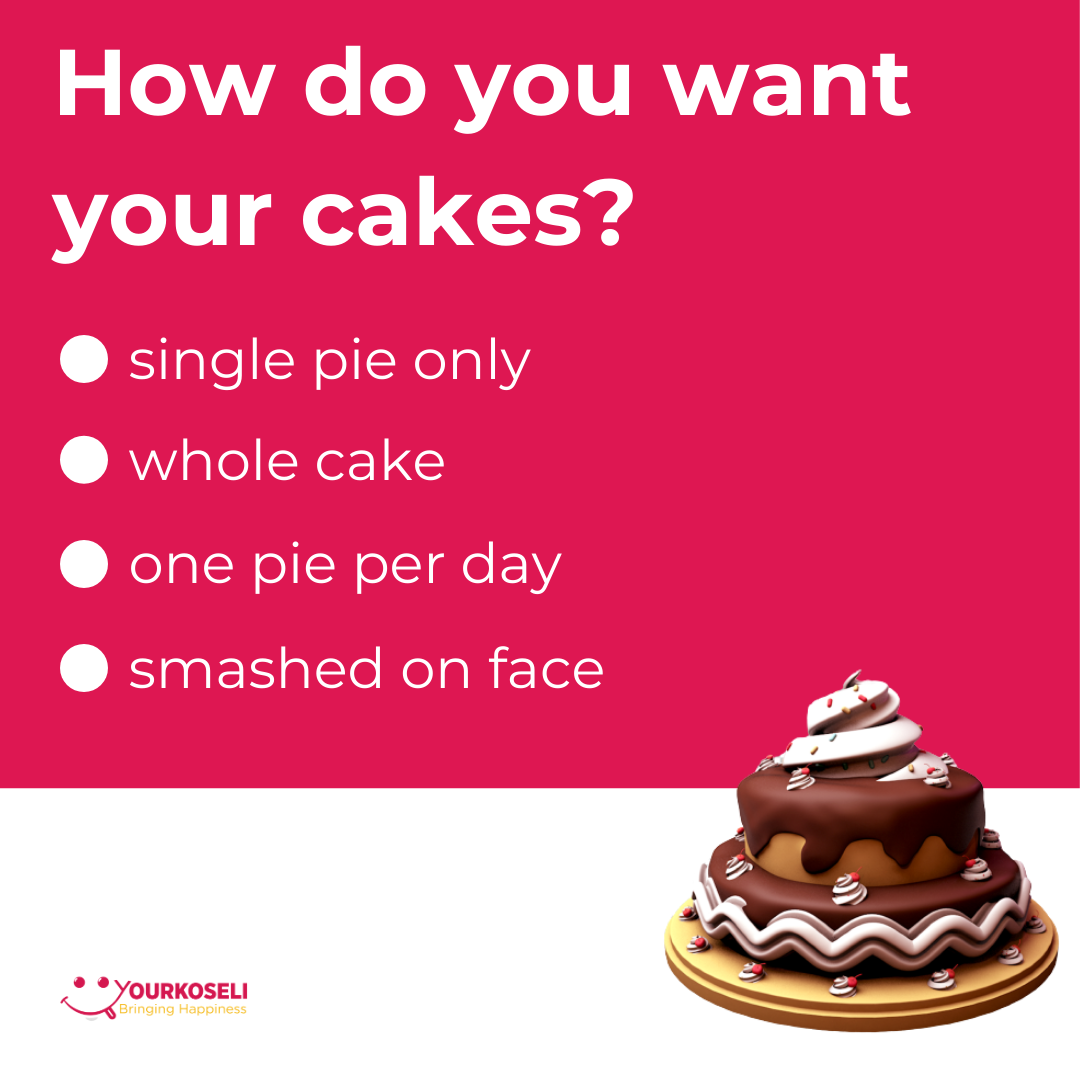 How do you want
your cakes?
single pie only
whole cake
one pie per day
smashed on face
YOURKOSELI
Bringing Happiness